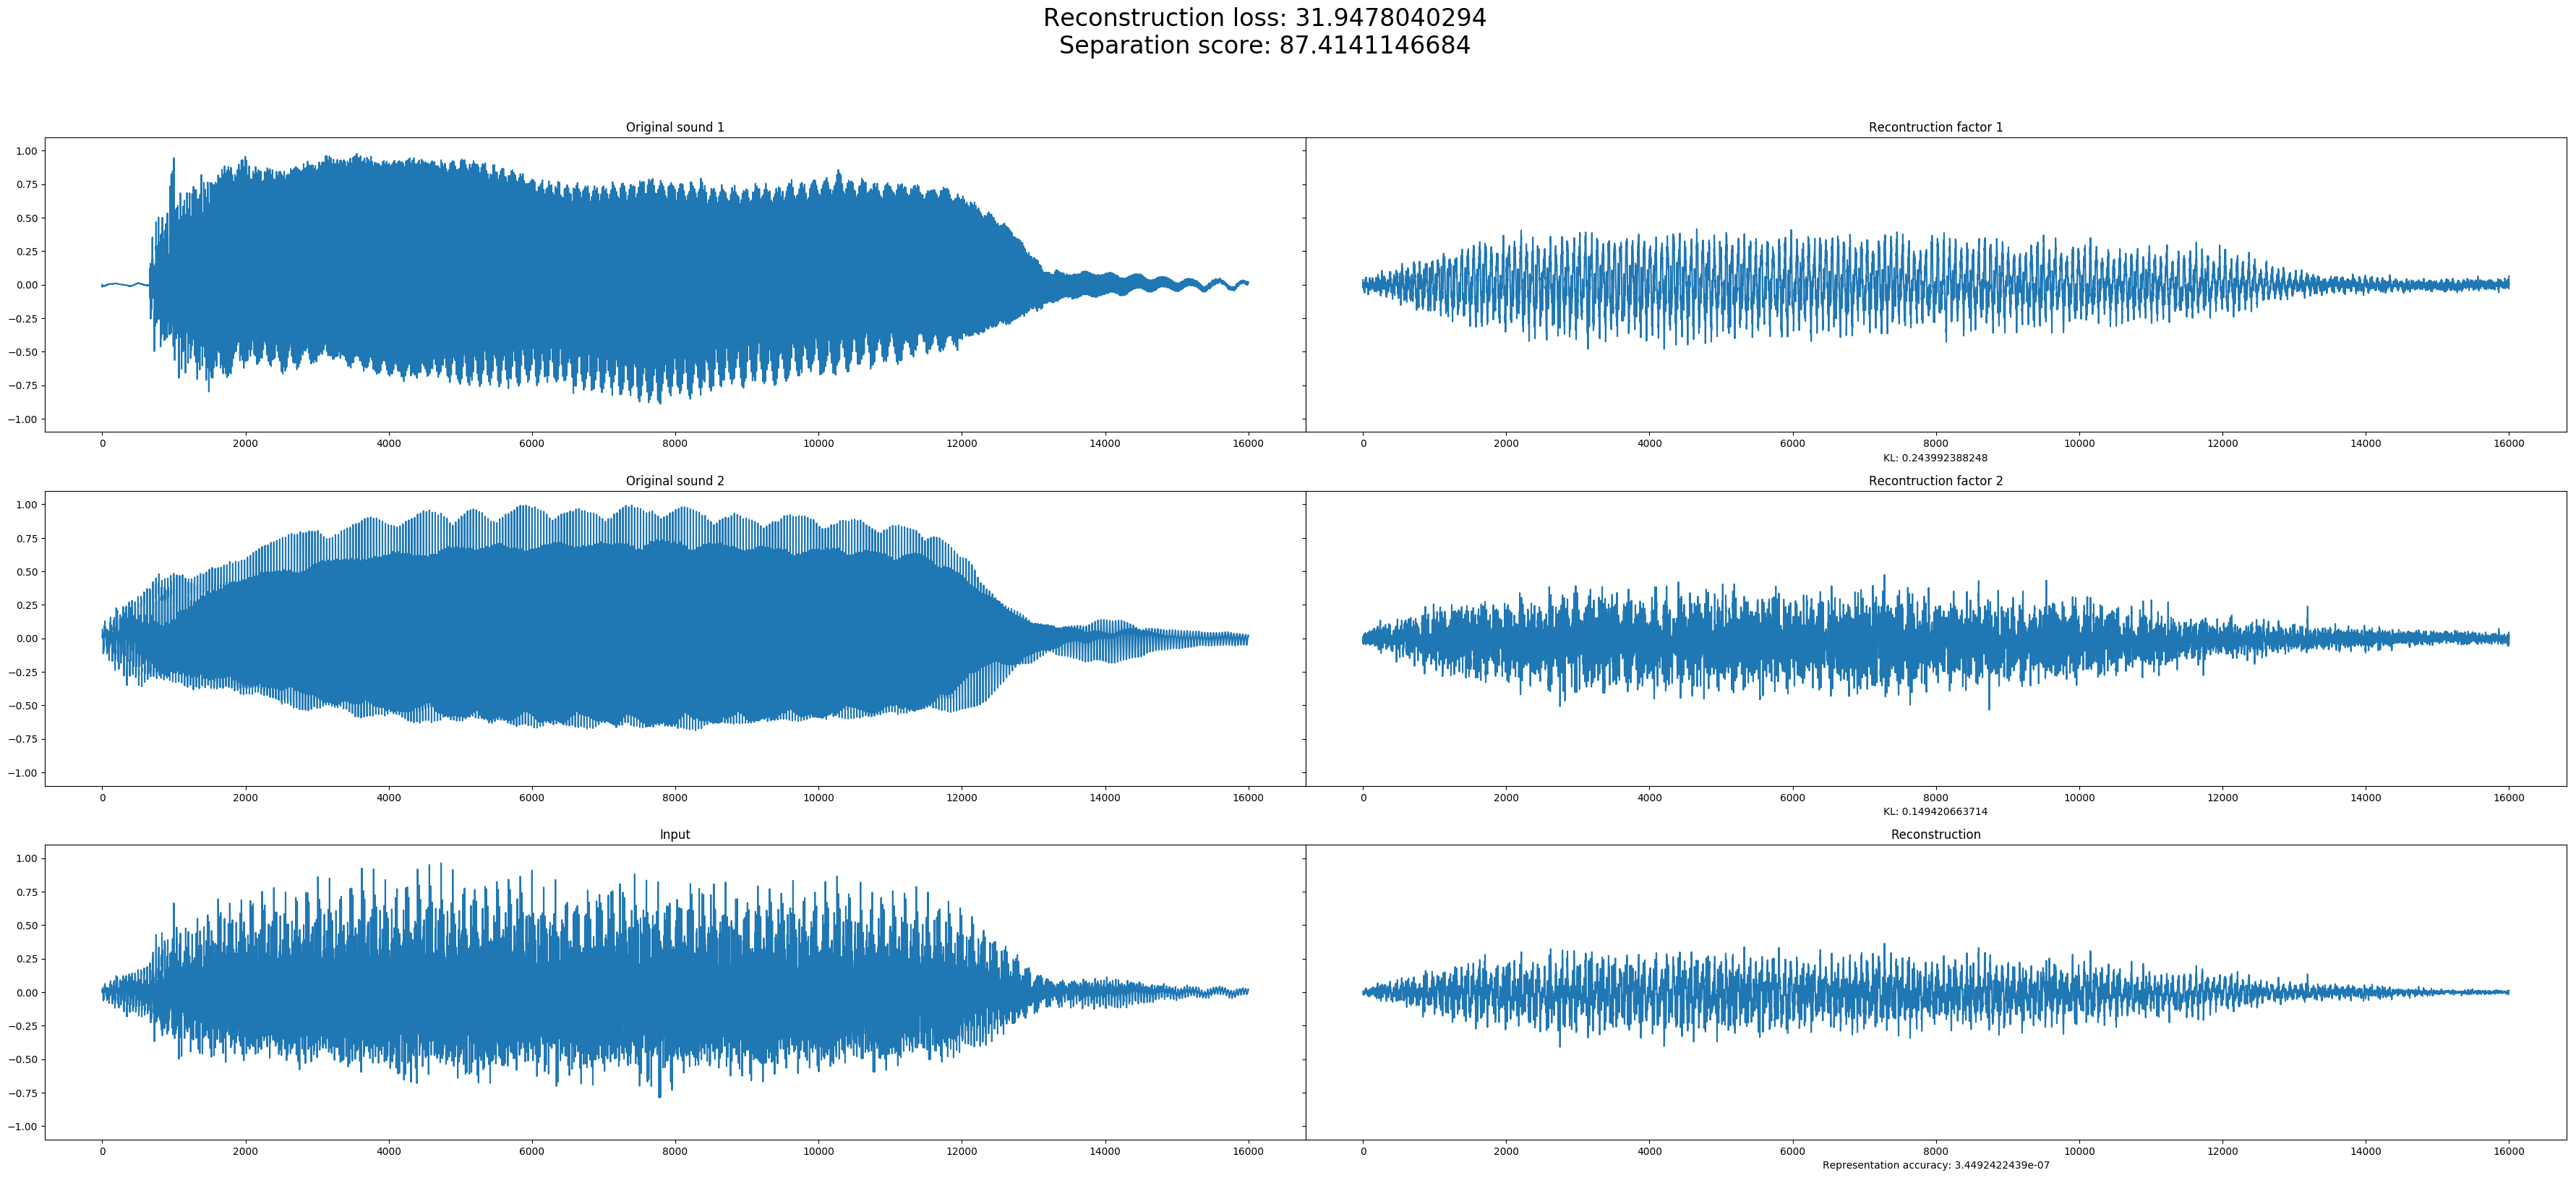 Reconstruction loss: 31.9478040294
Separation score: 87.4141146684
Original sound 1
1.00
0.75
0.50
0.25
0.00
−0.25
−0.50
−0.75
−1.00
0 2000 4000 6000 8000 10000 12000 14000 16000
Recontruction factor 1
0 2000 4000 6000 8000 10000 12000 14000 16000
KL: 0.243992388248
Original sound 2
1.00
0.75
0.50
0.25
0.00
−0.25
−0.50
−0.75
−1.00
0 2000 4000 6000 8000 10000 12000 14000 16000
Recontruction factor 2
0 2000 4000 6000 8000 10000 12000 14000 16000
KL: 0.149420663714
Input
1.00
0.75
0.50
0.25
0.00
−0.25
−0.50
−0.75
−1.00
0 2000 4000 6000 8000 10000 12000 14000 16000
Reconstruction
0 2000 4000 6000 8000 10000 12000 14000 16000
Representation accuracy: 3.4492422439e-07